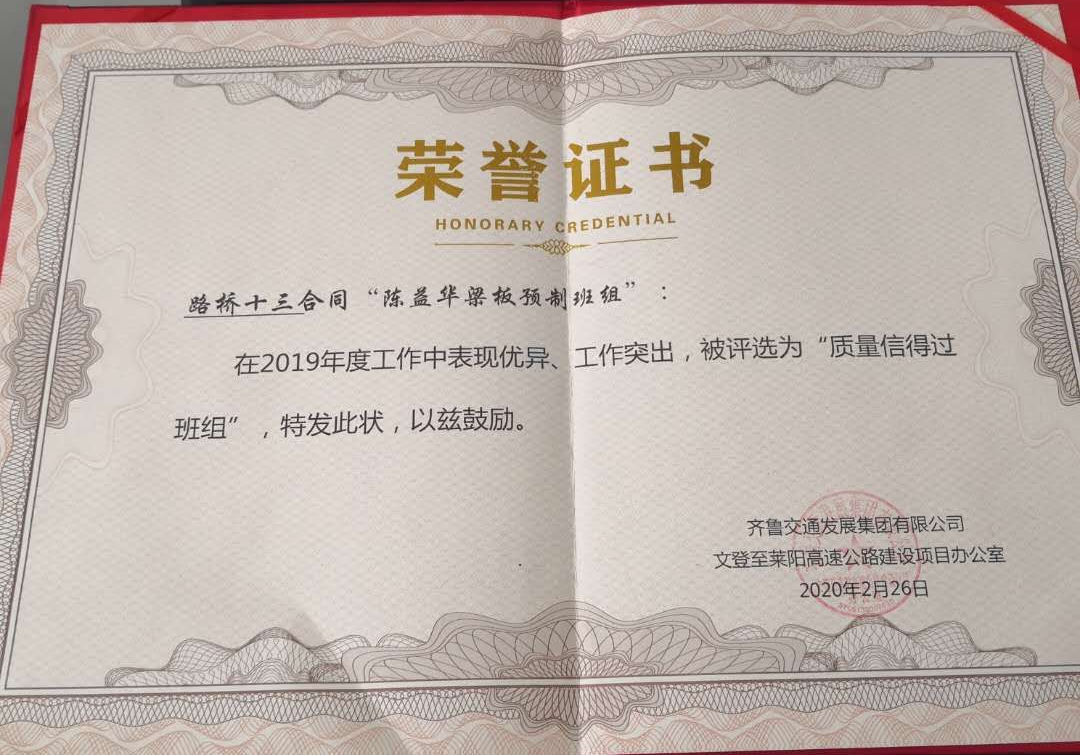 荣誉证书
HONORARY CREDENTIAL
路桥十三合同“陈益华梁板预制班组”：
在2019年度工作中表现优异、工作突出，被评选为“质量信得过
班组”，特发此状，以兹鼓励。
齐鲁交通发展集团有限公司
文登至莱阳高速公路建设项目办公室
2020年2月26日